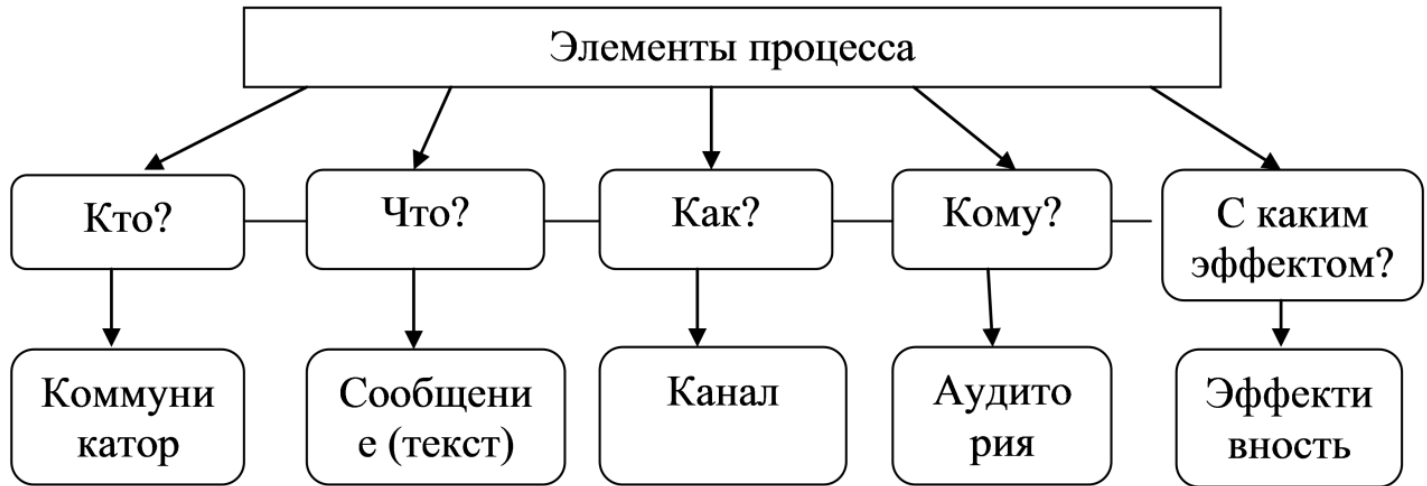 Элементы процесса
Кто?
Что?
Как?
Кому?
С каким
эффектом?
Коммуни
катор
Сообщени
е (текст)
Канал
Аудито
рия
Эффекти
вность